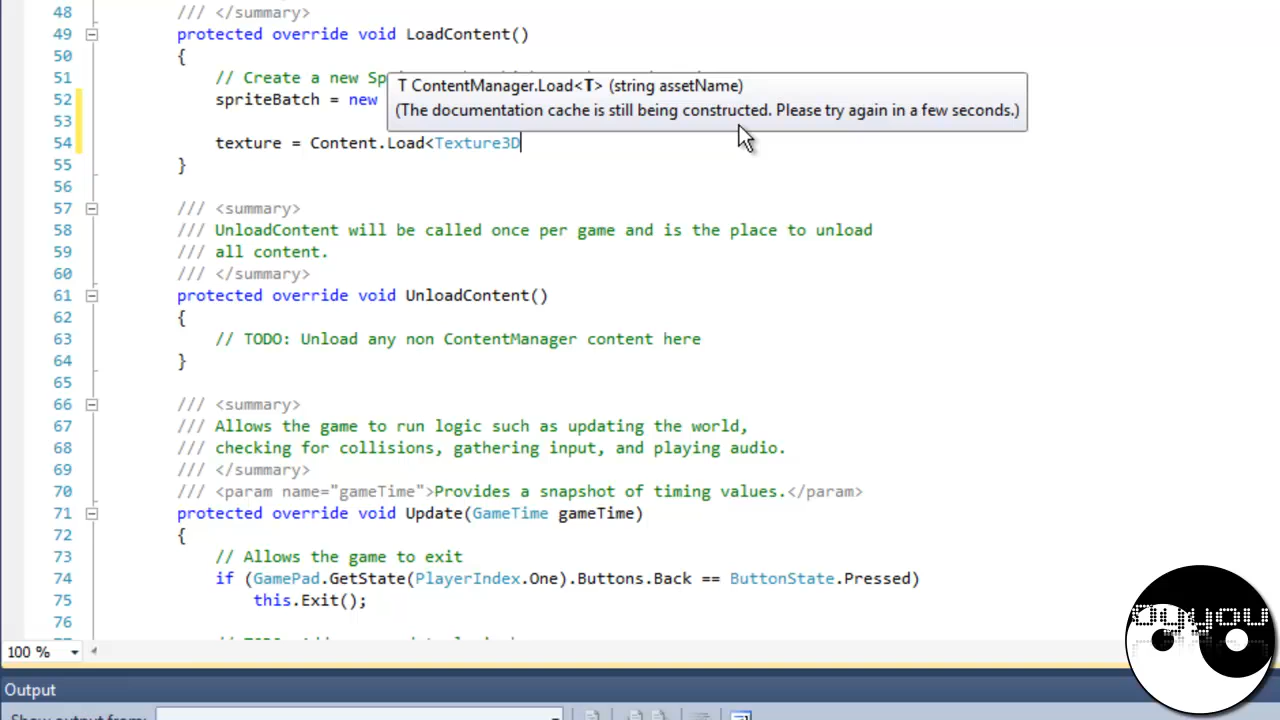 48 /// </summary>
49 protected override void LoadContent()
50 {
51 // Create a new
52 spriteBatch = new
T ContentManager.Load<T> (string assetName)
(The documentation cache is still being constructed. Please try again in a few seconds.)
53
54 texture = Content.Load<Texture3D
55 }
56
57 /// <summary>
58 /// UnloadContent will be called once per game and is the place to unload
59 /// all content.
60 /// </summary>
61 protected override void UnloadContent()
62 {
63 // TODO: Unload any non ContentManager content here
64 }
65
66 /// <summary>
67 /// Allows the game to run logic such as updating the world,
68 /// checking for collisions, gathering input, and playing audio.
69 /// </summary>
70 /// <param name="gameTime">Provides a snapshot of timing values.</param>
71 protected override void Update(GameTime gameTime)
72 {
73 // Allows the game to exit
74 if (GamePad.GetState(PlayerIndex.One).Buttons.Back == ButtonState.Pressed)
75 this.Exit();
76
100 %
Output
Show output from: